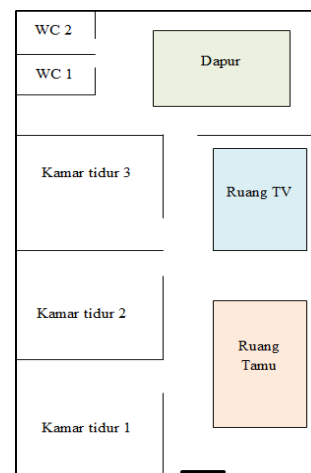 WC 2
WC 1
Dapur
Kamar tidur 3
Ruang TV
Kamar tidur 2
Ruang
Tamu
Kamar tidur 1